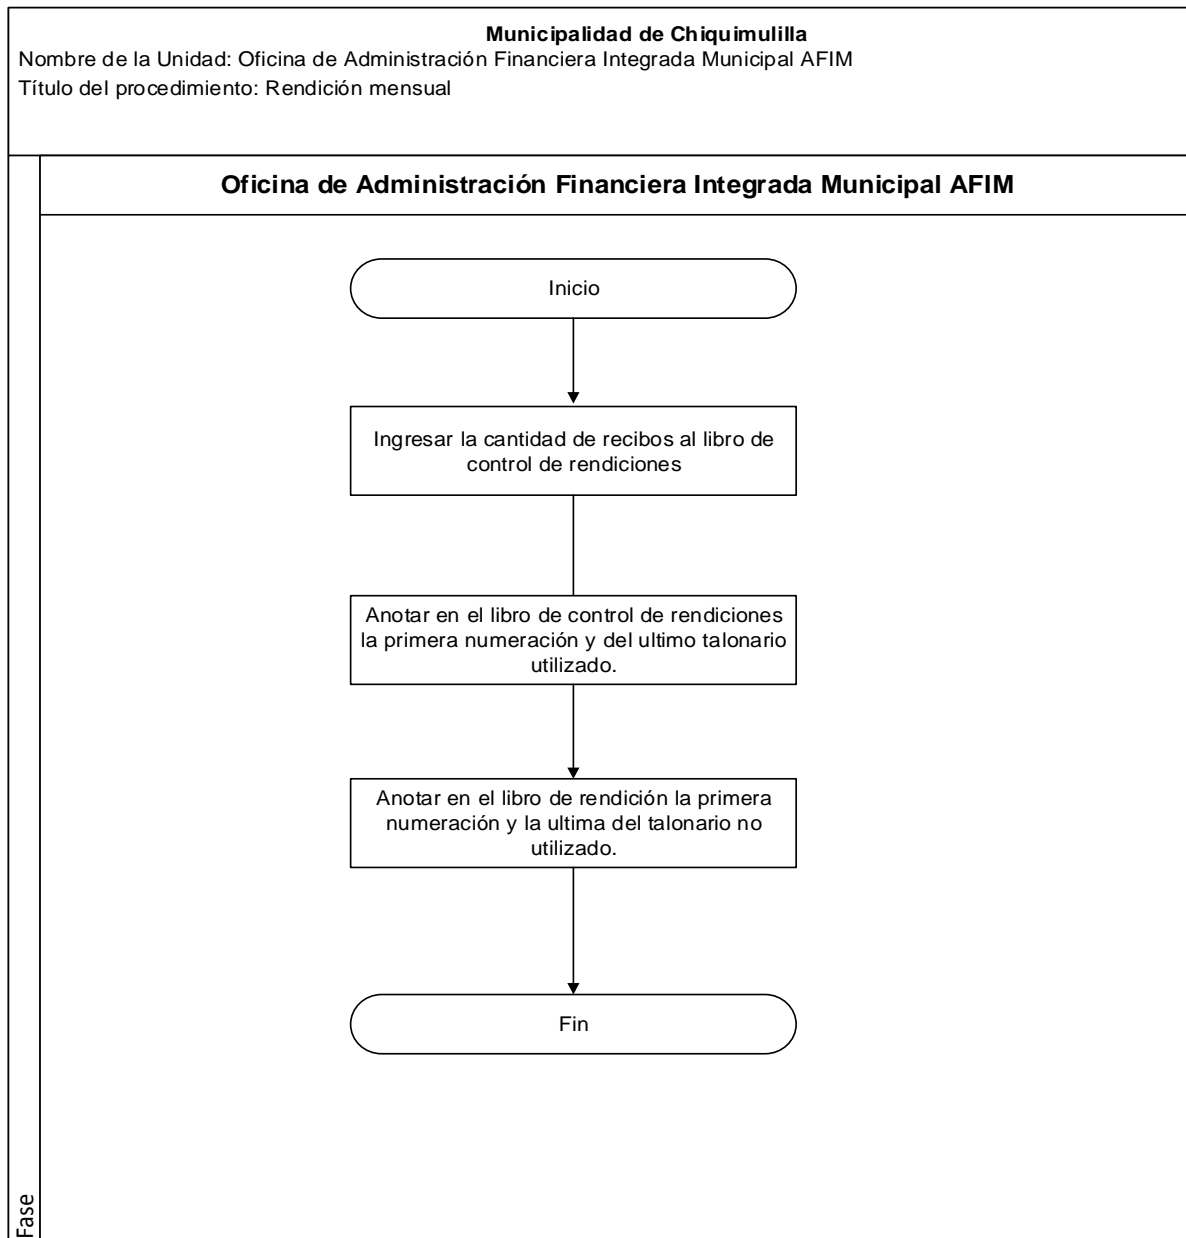 Municipalidad de Chiquimulilla
Nombre de la Unidad: Oficina de Administración Financiera Integrada Municipal AFIM
Título del procedimiento: Rendición mensual
Oficina de Administración Financiera Integrada Municipal AFIM
Inicio
Ingresar la cantidad de recibos al libro de
control de rendiciones
Anotar en el libro de control de rendiciones
la primera numeración y del ultimo talonario
utilizado.
Anotar en el libro de rendición la primera
numeración y la ultima del talonario no
utilizado.
Fin
Fase